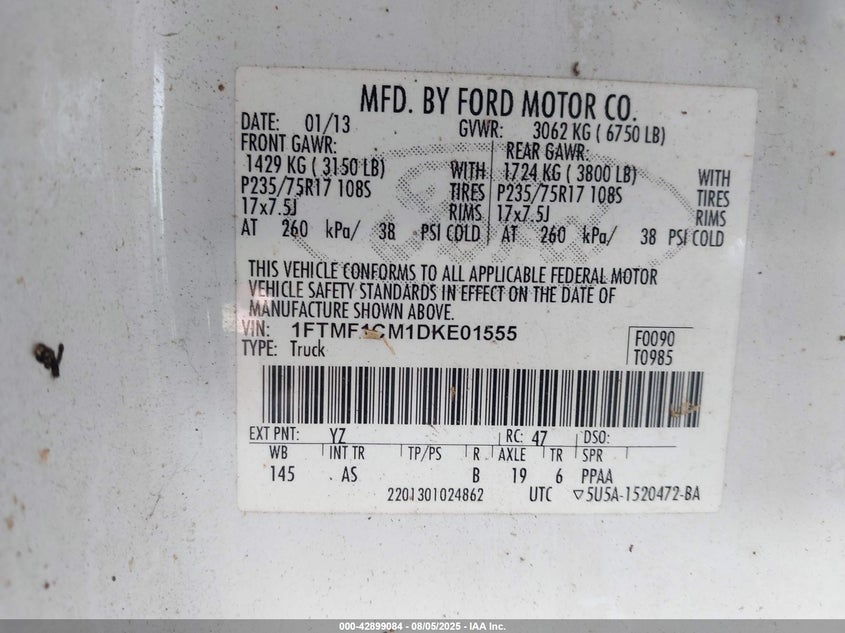 MFD. BY FORD MOTOR CO.
DATE: 01/13 GVWR: 3062 KG ( 6750 LB)
FRONT GAWR: REAR GAWR:
1429 KG ( 3150 LB) WITH 1724 KG ( 3800 LB) WITH
P235/75R17 108S TIRES P235/75R17 108S TIRES
17x7.5J RIMS 17x7.5J RIMS
AT 260 kPa/ 38 PSI COLD AT 260 kPa/ 38 PSI COLD
THIS VEHICLE CONFORMS TO ALL APPLICABLE FEDERAL MOTOR
VEHICLE SAFETY STANDARDS IN EFFECT ON THE DATE OF
MANUFACTURE SHOWN ABOVE.
VIN: 1FTMF1CM1DKE01555 F0090
TYPE: Truck T0985
EXT PNT: YZ RC: 47 DSO:
WB INT TR TP/PS R AXLE TR SPR
145 AS B 19 6 PPAA
2201301024862 UTC ▽5U5A-1520472-BA
000-42899084 - 08/05/2025 - IAA Inc.